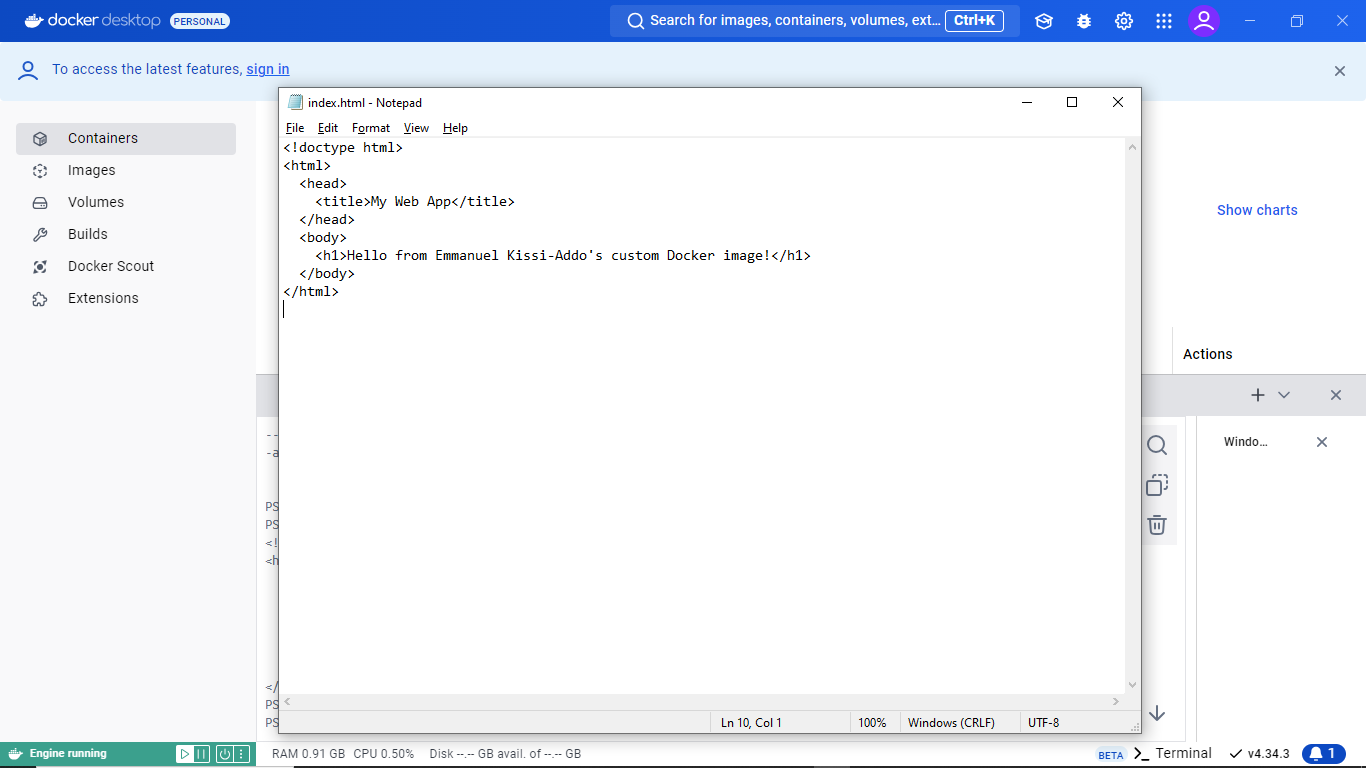 docker desktop PERSONAL
Search for images, containers, volumes, ext... Ctrl+K
To access the latest features, sign in
Containers
Images
Volumes
Builds
Docker Scout
Extensions
index.html - Notepad
File Edit Format View Help
<!doctype html>
<html>
  <head>
    <title>My Web App</title>
  </head>
  <body>
    <h1>Hello from Emmanuel Kissi-Addo's custom Docker image!</h1>
  </body>
</html>
Ln 10, Col 1 100% Windows (CRLF) UTF-8
Show charts
Actions
--
-a
PS
PS
<!
<h
</
PS
PS
Windo...
Engine running
RAM 0.91 GB CPU 0.50% Disk --.-- GB avail. of --.-- GB
BETA Terminal v4.34.3 1